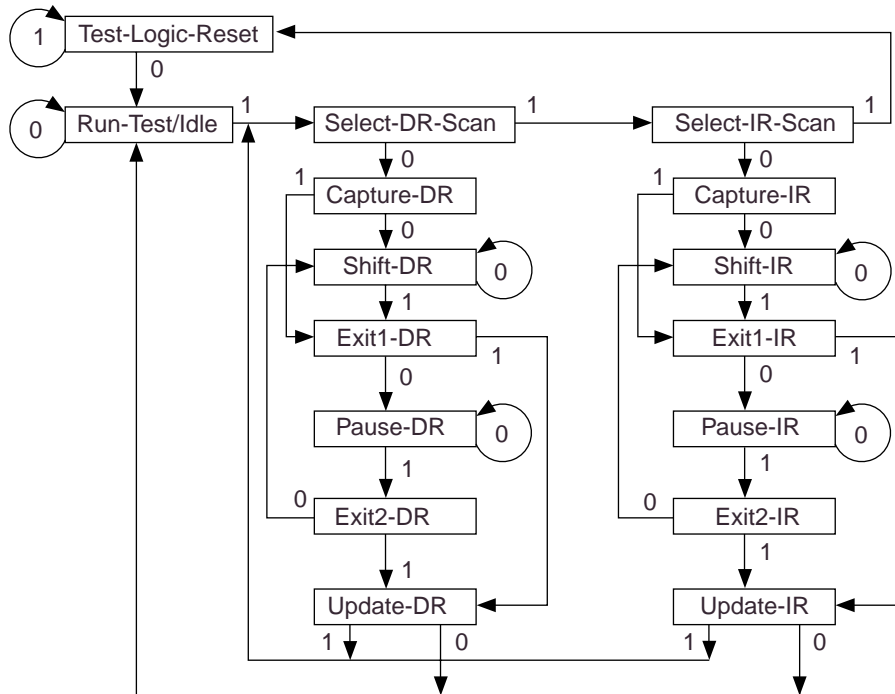 1 Test-Logic-Reset
0
0 Run-Test/Idle 1 Select-DR-Scan 1 Select-IR-Scan 1
0 0
1 1
Capture-DR Capture-IR
0 0
Shift-DR 0 Shift-IR 0
1 1
Exit1-DR 1 Exit1-IR 1
0 0
Pause-DR 0 Pause-IR 0
1 1
0 0
Exit2-DR Exit2-IR
1 1
Update-DR Update-IR
1 0 1 0